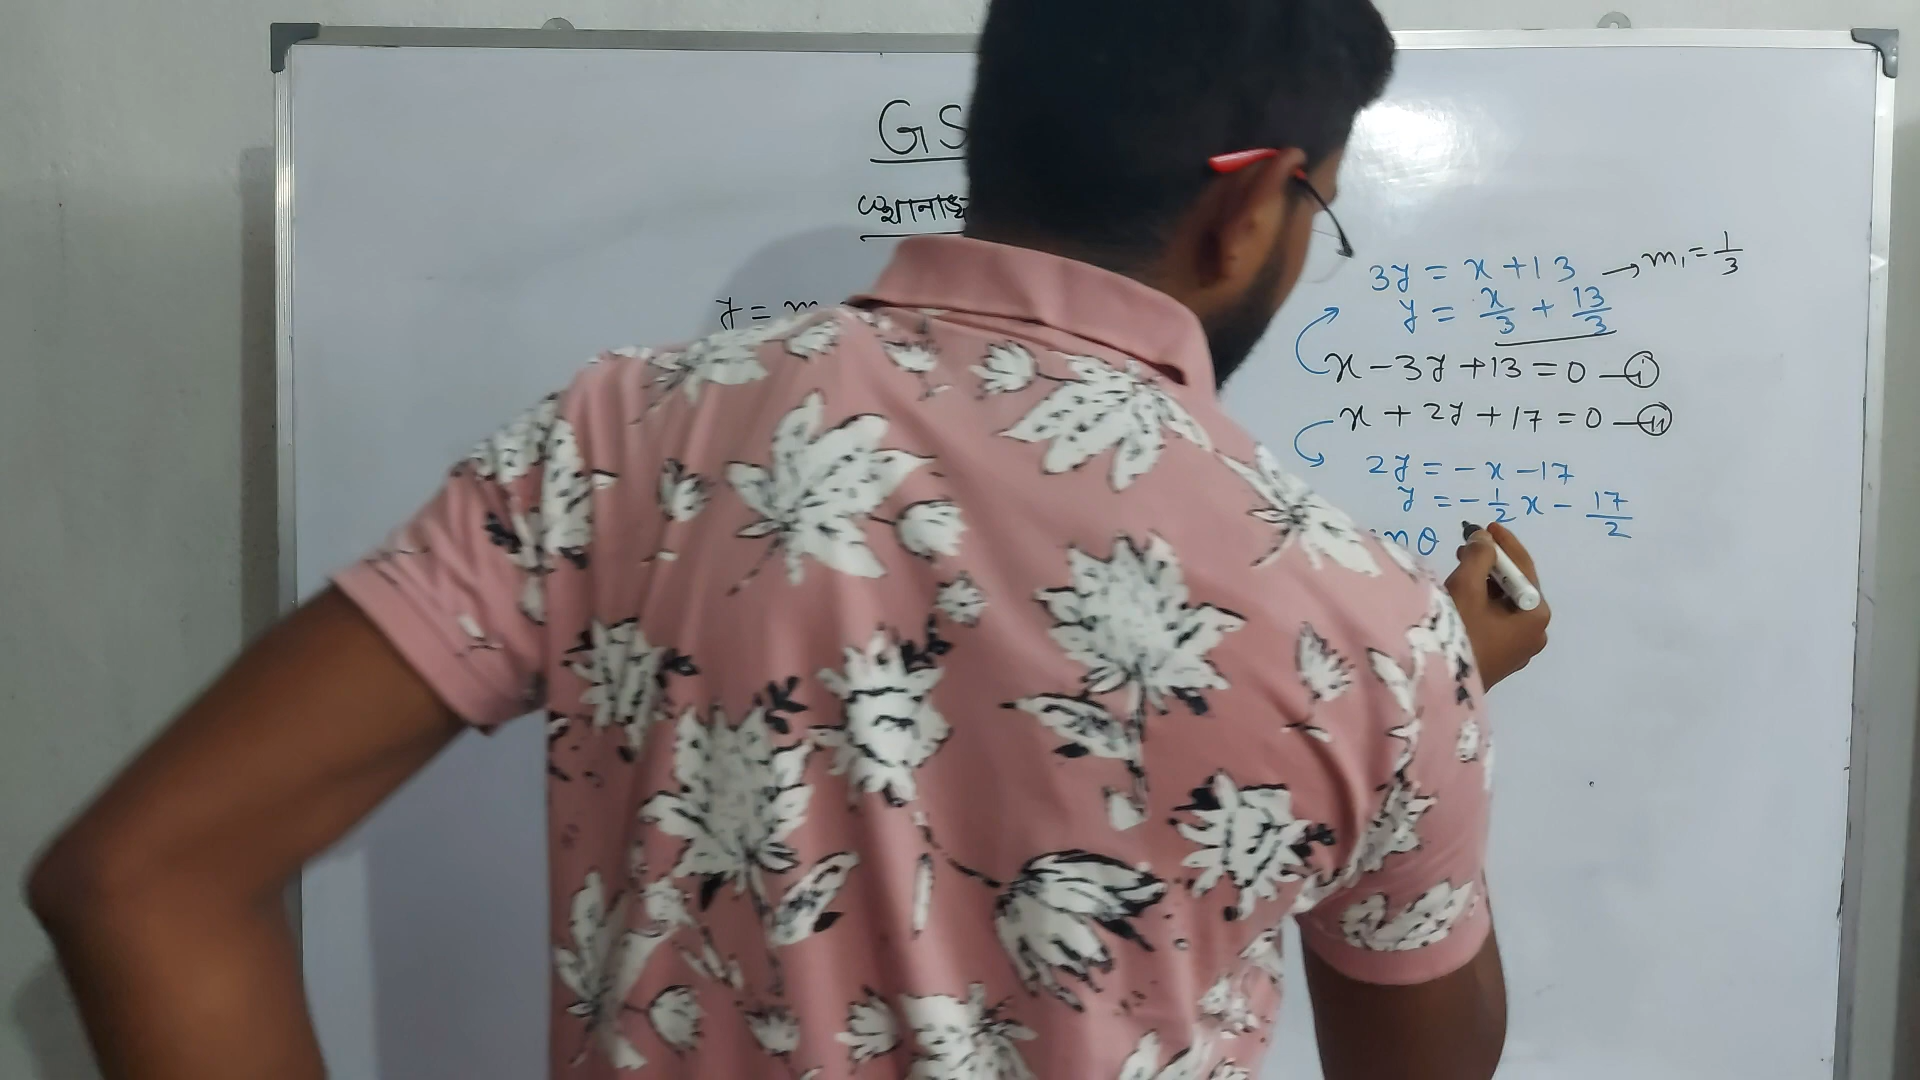 GS
স্থানাঙ্ক
y = m
3y = x + 13 → m₁ = 1/3
y = x/3 + 13/3
x - 3y + 13 = 0 — (i)
x + 2y + 17 = 0 — (ii)
2y = - x - 17
y = - 1/2 x - 17/2
nθ